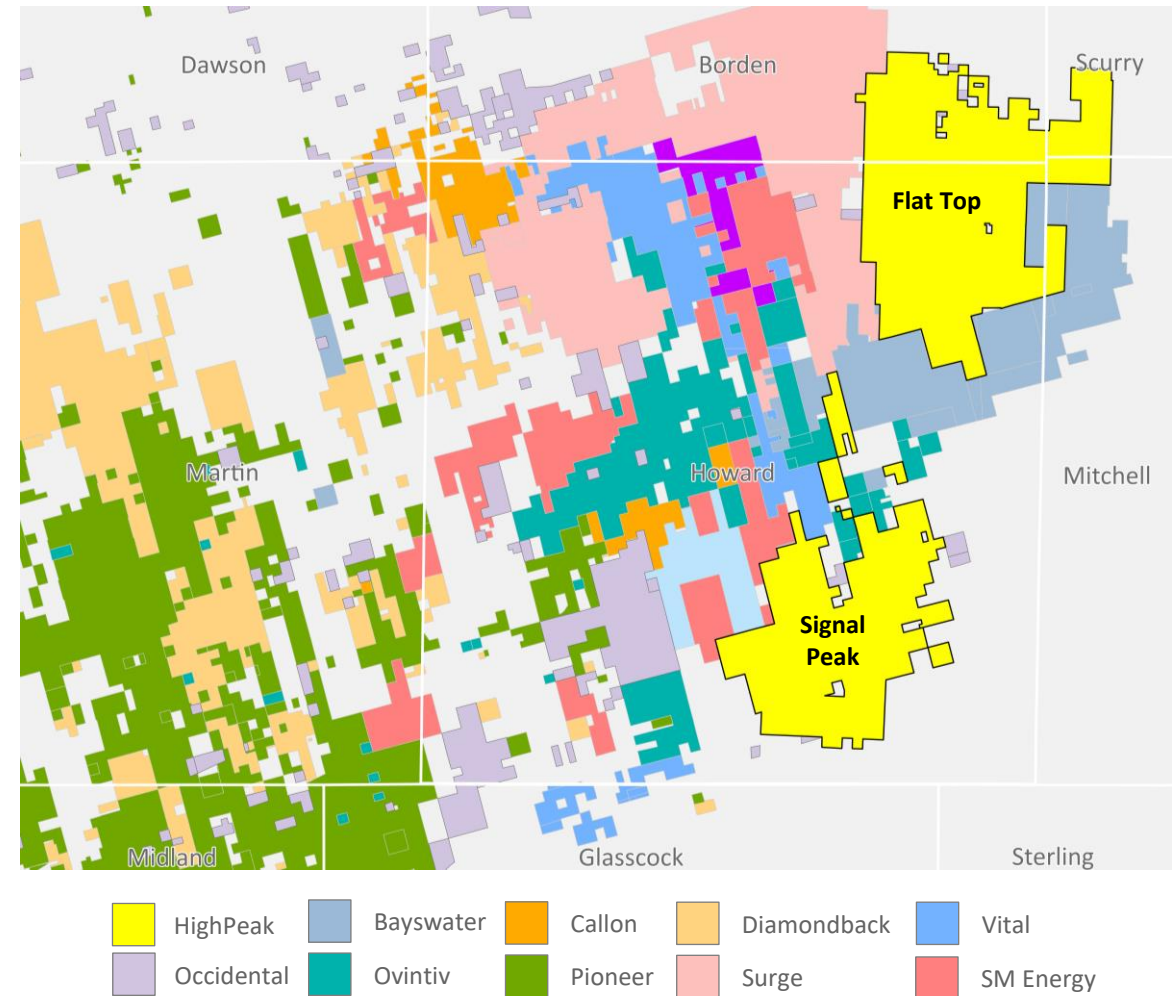 Dawson
Borden
Scurry
Flat Top
Martin
Howard
Mitchell
Signal
Peak
Midland
Glasscock
Sterling
HighPeak
Bayswater
Callon
Diamondback
Vital
Occidental
Ovintiv
Pioneer
Surge
SM Energy